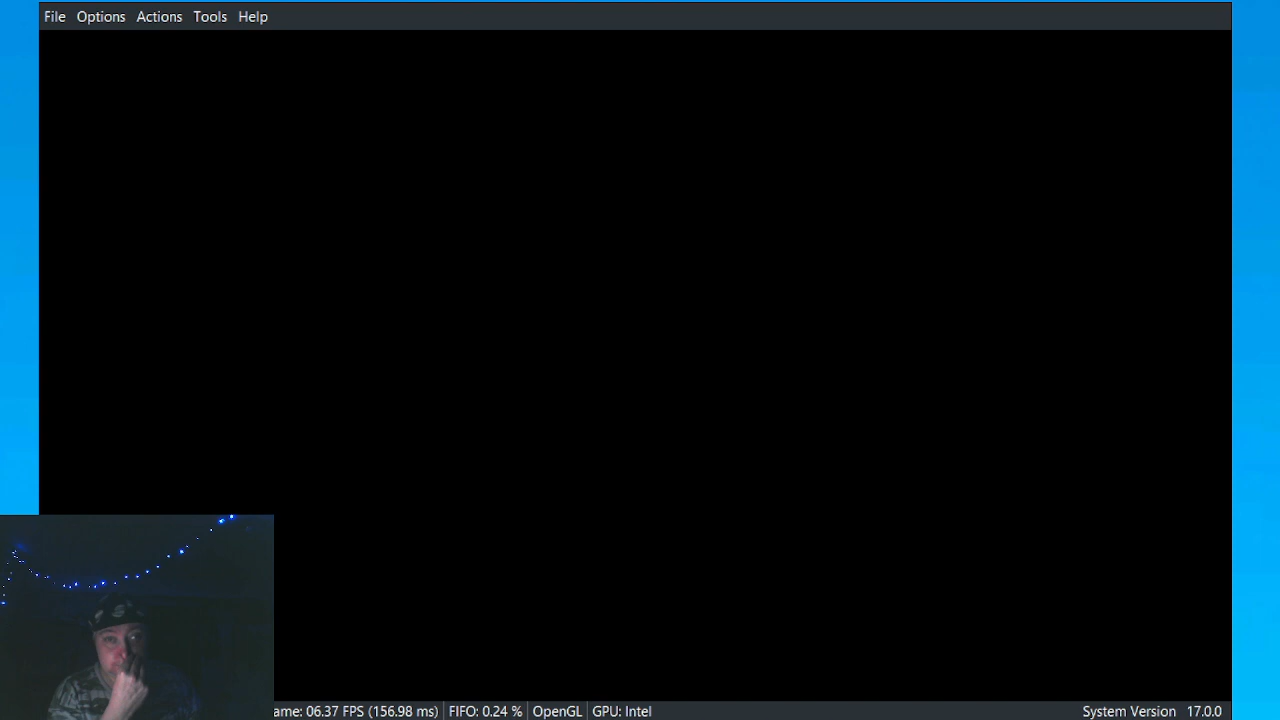 File Options Actions Tools Help
ame: 06.37 FPS (156.98 ms) FIFO: 0.24 % OpenGL GPU: Intel System Version 17.0.0